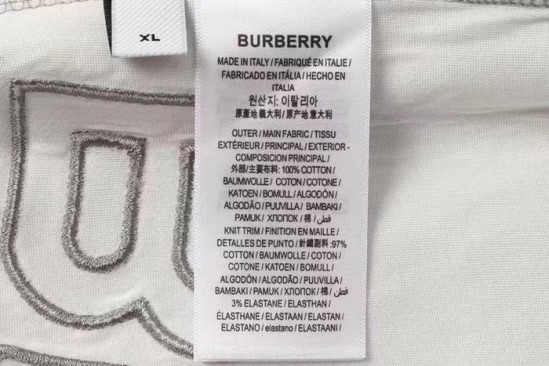 XL
BURBERRY
MADE IN ITALY / FABRIQUÉ EN ITALIE /
FABRICADO EN ITÁLIA / HECHO EN
ITALIA
원산지: 이탈리아
原產地 義大利 / 原产地 意大利
OUTER / MAIN FABRIC / TISSU
EXTÉRIEUR / PRINCIPAL / EXTERIOR -
COMPOSICION PRINCIPAL /
外部/主要布料: 100% COTTON /
BAUMWOLLE / COTON / COTONE /
KATOEN / BOMULL / ALGODÓN /
ALGODÃO / PUUVILLA / BAMBAKI /
PAMUK / ХЛОПОК / 棉 / قطن /
KNIT TRIM / FINITION EN MAILLE /
DETALLES DE PUNTO / 針織副料 :97%
COTTON / BAUMWOLLE / COTON /
COTONE / KATOEN / BOMULL /
ALGODÓN / ALGODÃO / PUUVILLA /
BAMBAKI / PAMUK / ХЛОПОК / 棉 / قطن /
3% ELASTANE / ELASTHAN /
ÉLASTHANE / ELASTAAN / ELASTAN /
ELASTANO / elastano / ELASTAANI /